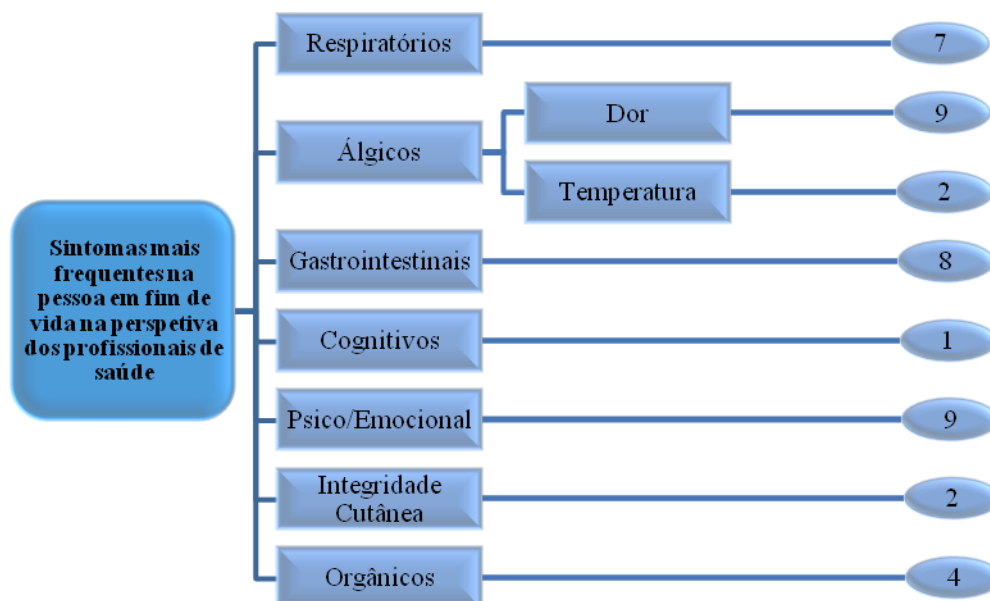 Sintomas mais
frequentes na
pessoa em fim de
vida na perspetiva
dos profissionais de
saúde
Respiratórios
7
Álgicos
Dor
9
Temperatura
2
Gastrointestinais
8
Cognitivos
1
Psico/Emocional
9
Integridade
Cutânea
2
Orgânicos
4